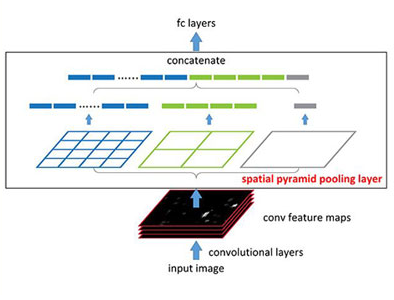 fc layers
concatenate
......
......
spatial pyramid pooling layer
conv feature maps
convolutional layers
input image